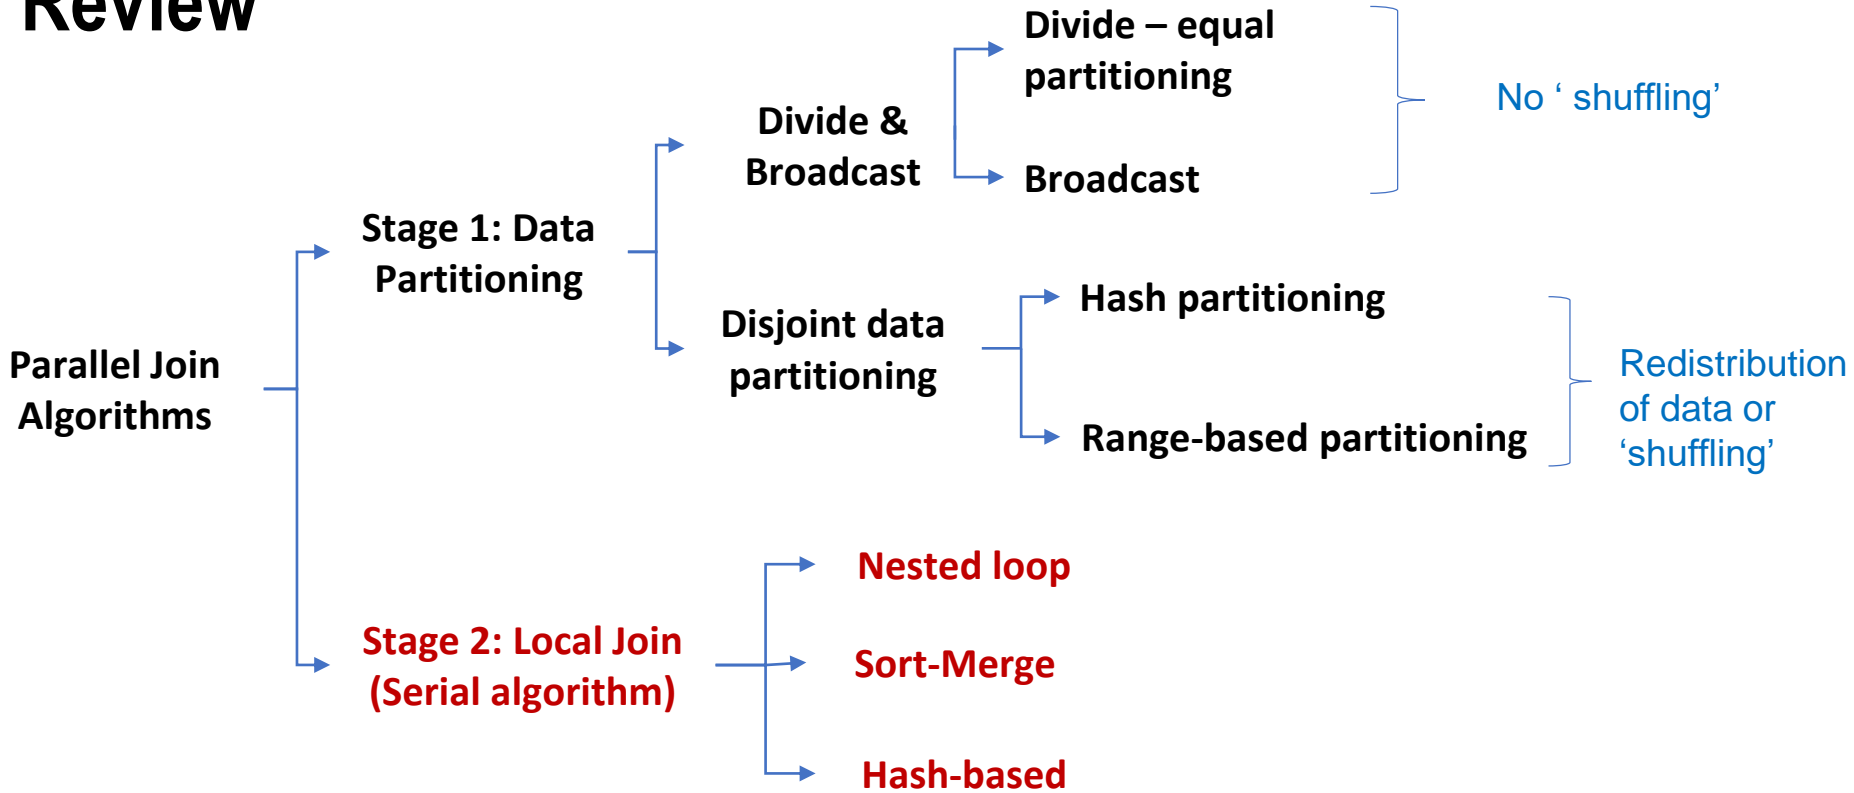 Review
Divide – equal
partitioning
No ‘ shuffling’
Divide &
Broadcast
Broadcast
Stage 1: Data
Partitioning
Hash partitioning
Disjoint data
partitioning
Redistribution
of data or
‘shuffling’
Parallel Join
Algorithms
Range-based partitioning
Nested loop
Stage 2: Local Join
(Serial algorithm)
Sort-Merge
Hash-based